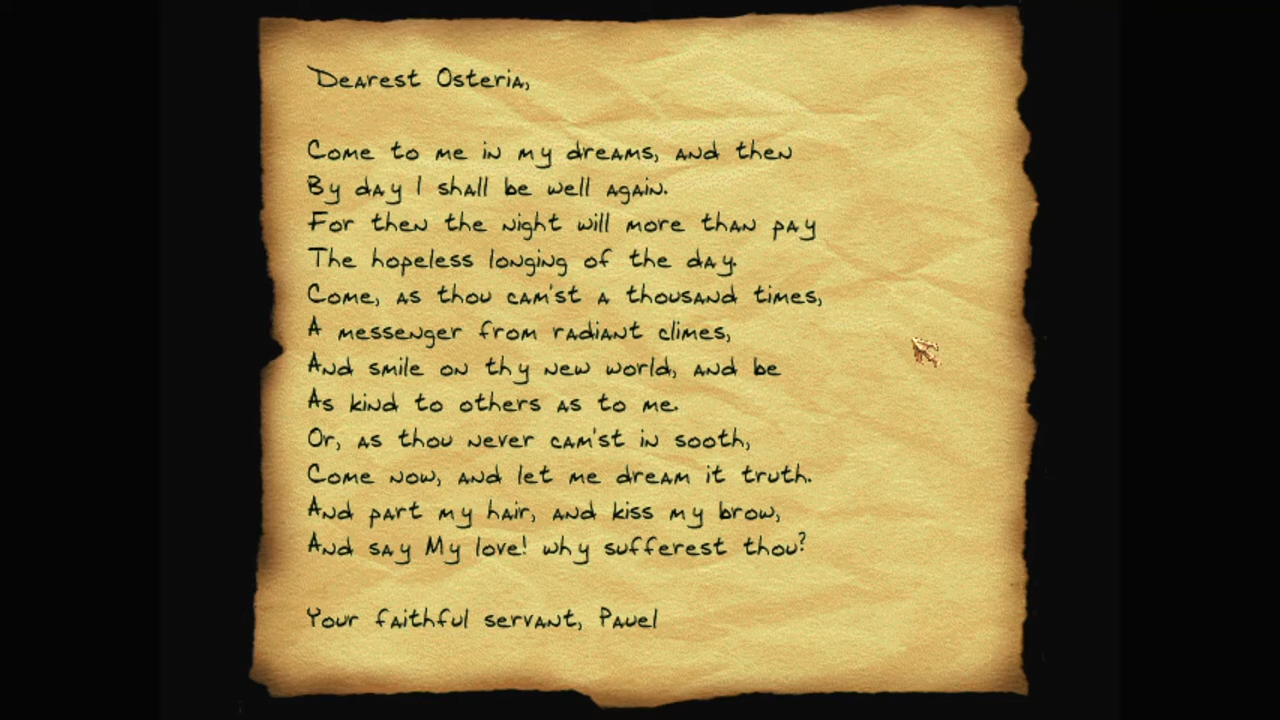 Dearest Osteria,
Come to me in my dreams, and then
By day I shall be well again.
For then the night will more than pay
The hopeless longing of the day.
Come, as thou cam'st a thousand times,
A messenger from radiant climes,
And smile on thy new world, and be
As kind to others as to me.
Or, as thou never cam'st in sooth,
Come now, and let me dream it truth.
And part my hair, and kiss my brow,
And say My love! why sufferest thou?
Your faithful servant, Pavel